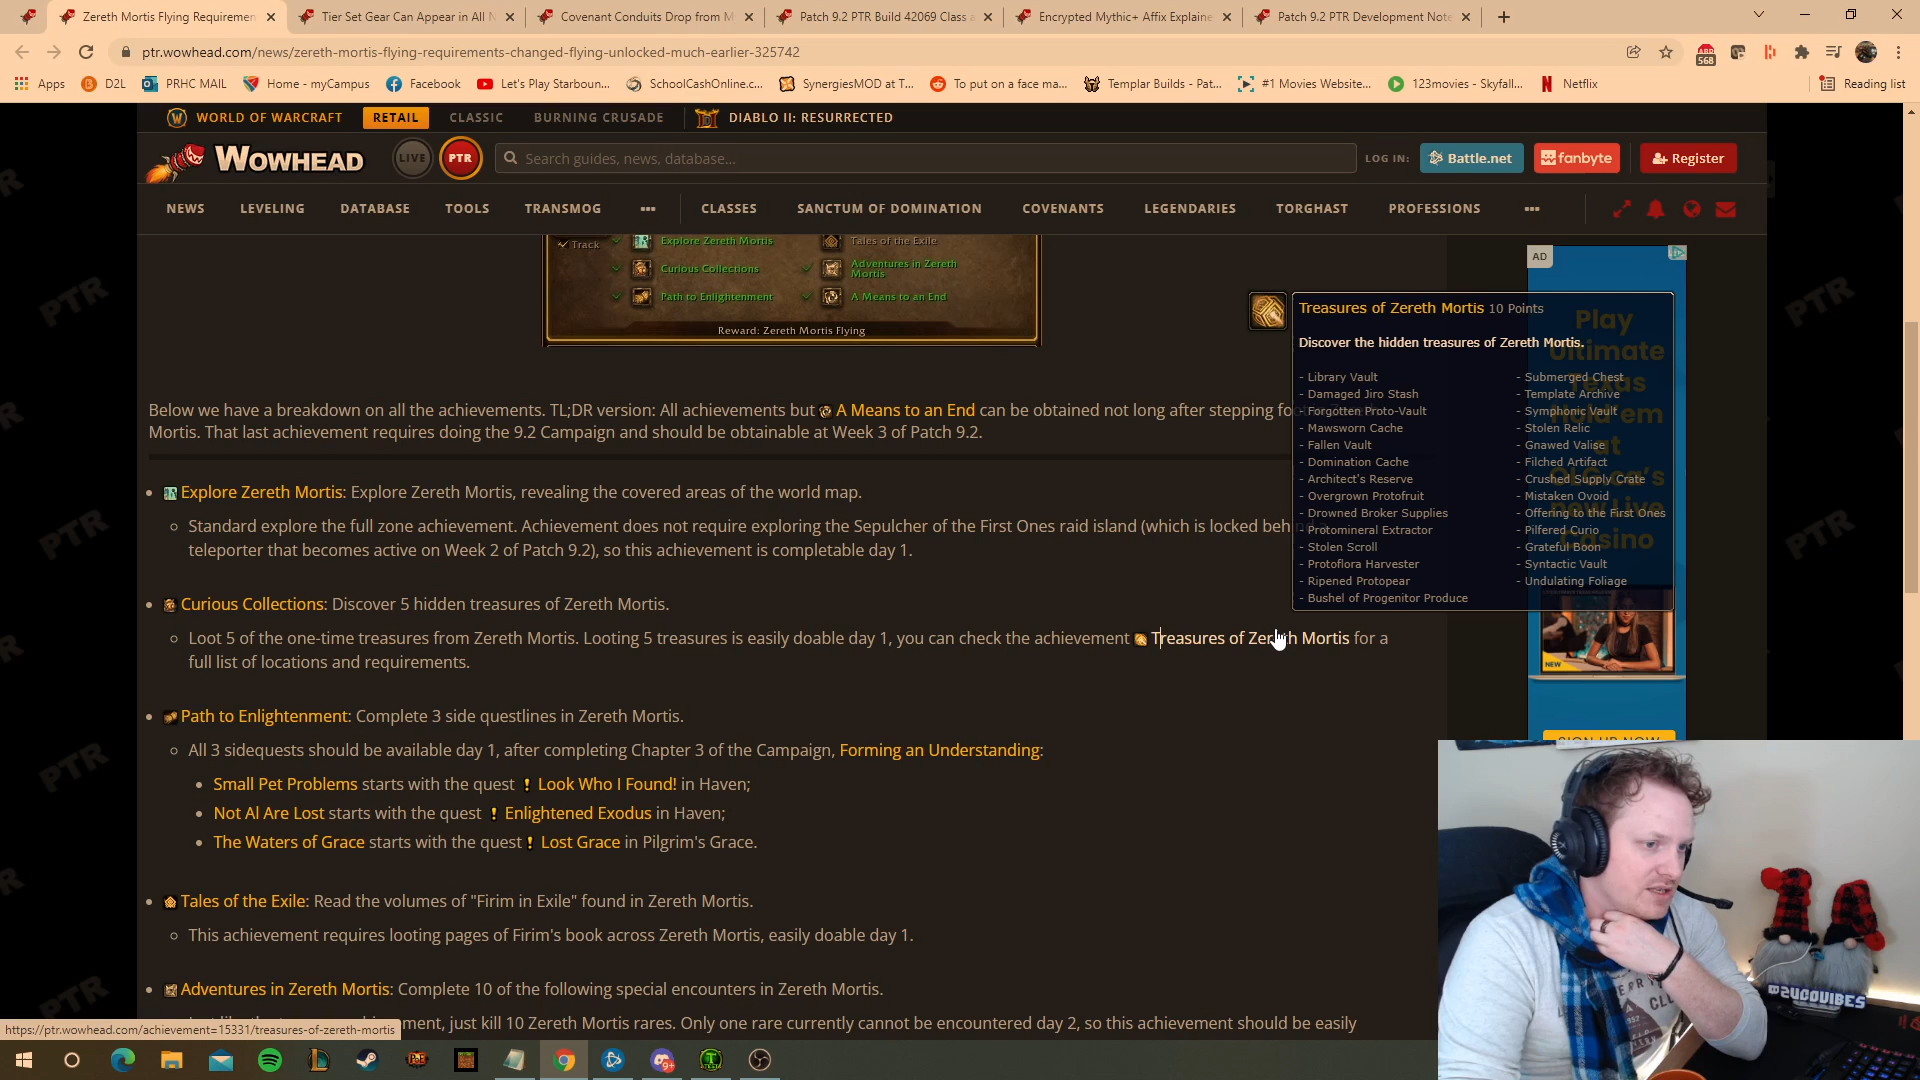 Zereth Mortis Flying Requiremen
Tier Set Gear Can Appear in All N
Covenant Conduits Drop from M
Patch 9.2 PTR Build 42069 Class a
Encrypted Mythic+ Affix Explaine
Patch 9.2 PTR Development Note
ptr.wowhead.com/news/zereth-mortis-flying-requirements-changed-flying-unlocked-much-earlier-325742
568
Apps
D2L
PRHC MAIL
Home - myCampus
Facebook
Let's Play Starboun...
SchoolCashOnline.c...
SynergiesMOD at T...
To put on a face ma...
Templar Builds - Pat...
#1 Movies Website...
123movies - Skyfall...
Netflix
Reading list
WORLD OF WARCRAFT
RETAIL
CLASSIC
BURNING CRUSADE
DIABLO II: RESURRECTED
WOWHEAD
LIVE
PTR
Search guides, news, database...
LOG IN:
Battle.net
fanbyte
Register
NEWS
LEVELING
DATABASE
TOOLS
TRANSMOG
CLASSES
SANCTUM OF DOMINATION
COVENANTS
LEGENDARIES
TORGHAST
PROFESSIONS
Track
Explore Zereth Mortis
Tales of the Exile
Curious Collections
Adventures in Zereth
Mortis
Path to Enlightenment
A Means to an End
Reward: Zereth Mortis Flying
AD
Treasures of Zereth Mortis 10 Points
Discover the hidden treasures of Zereth Mortis.
- Library Vault
- Submerged Chest
- Damaged Jiro Stash
- Template Archive
- Forgotten Proto-Vault
- Symphonic Vault
- Mawsworn Cache
- Stolen Relic
- Fallen Vault
- Gnawed Valise
- Domination Cache
- Filched Artifact
- Architect's Reserve
- Crushed Supply Crate
- Overgrown Protofruit
- Mistaken Ovoid
- Drowned Broker Supplies
- Offering to the First Ones
- Protomineral Extractor
- Pilfered Curio
- Stolen Scroll
- Grateful Boon
- Protoflora Harvester
- Syntactic Vault
- Ripened Protopear
- Undulating Foliage
- Bushel of Progenitor Produce
Play
Ultimate
Texas
Casino
NEW
SIGN UP NOW
Below we have a breakdown on all the achievements. TL;DR version: All achievements but A Means to an End can be obtained not long after stepping
Mortis. That last achievement requires doing the 9.2 Campaign and should be obtainable at Week 3 of Patch 9.2.
Explore Zereth Mortis: Explore Zereth Mortis, revealing the covered areas of the world map.
Standard explore the full zone achievement. Achievement does not require exploring the Sepulcher of the First Ones raid island (which is locked behind a
teleporter that becomes active on Week 2 of Patch 9.2), so this achievement is completable day 1.
Curious Collections: Discover 5 hidden treasures of Zereth Mortis.
Loot 5 of the one-time treasures from Zereth Mortis. Looting 5 treasures is easily doable day 1, you can check the achievement Treasures of Zereth Mortis for a
full list of locations and requirements.
Path to Enlightenment: Complete 3 side questlines in Zereth Mortis.
All 3 sidequests should be available day 1, after completing Chapter 3 of the Campaign, Forming an Understanding:
Small Pet Problems starts with the quest ! Look Who I Found! in Haven;
Not Al Are Lost starts with the quest ! Enlightened Exodus in Haven;
The Waters of Grace starts with the quest ! Lost Grace in Pilgrim's Grace.
Tales of the Exile: Read the volumes of "Firim in Exile" found in Zereth Mortis.
This achievement requires looting pages of Firim's book across Zereth Mortis, easily doable day 1.
Adventures in Zereth Mortis: Complete 10 of the following special encounters in Zereth Mortis.
ment, just kill 10 Zereth Mortis rares. Only one rare currently cannot be encountered day 2, so this achievement should be easily
https://ptr.wowhead.com/achievement=15331/treasures-of-zereth-mortis
9+